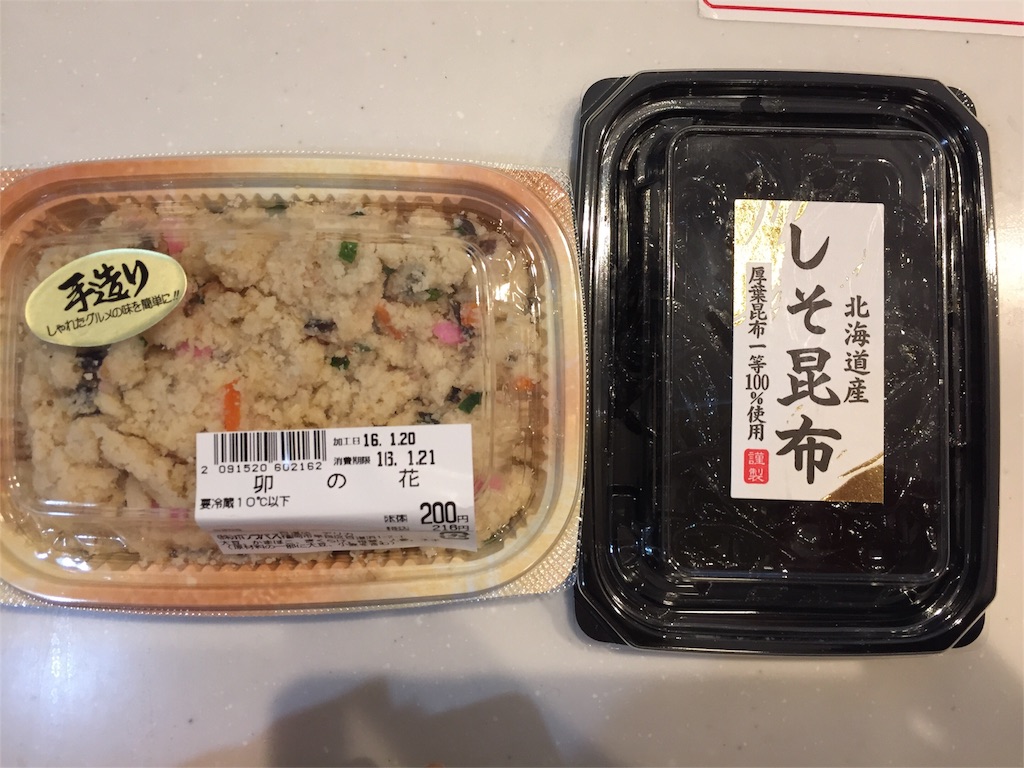 手造り
しゃれたグルメの味を簡単に!!
2 091520 602162
加工日 16.1.20
消費期限 16.1.21
卯の花
要冷蔵10℃以下
本体 200円
税込 216円
北海道産
しそ昆布
厚葉昆布一等100%使用
謹製